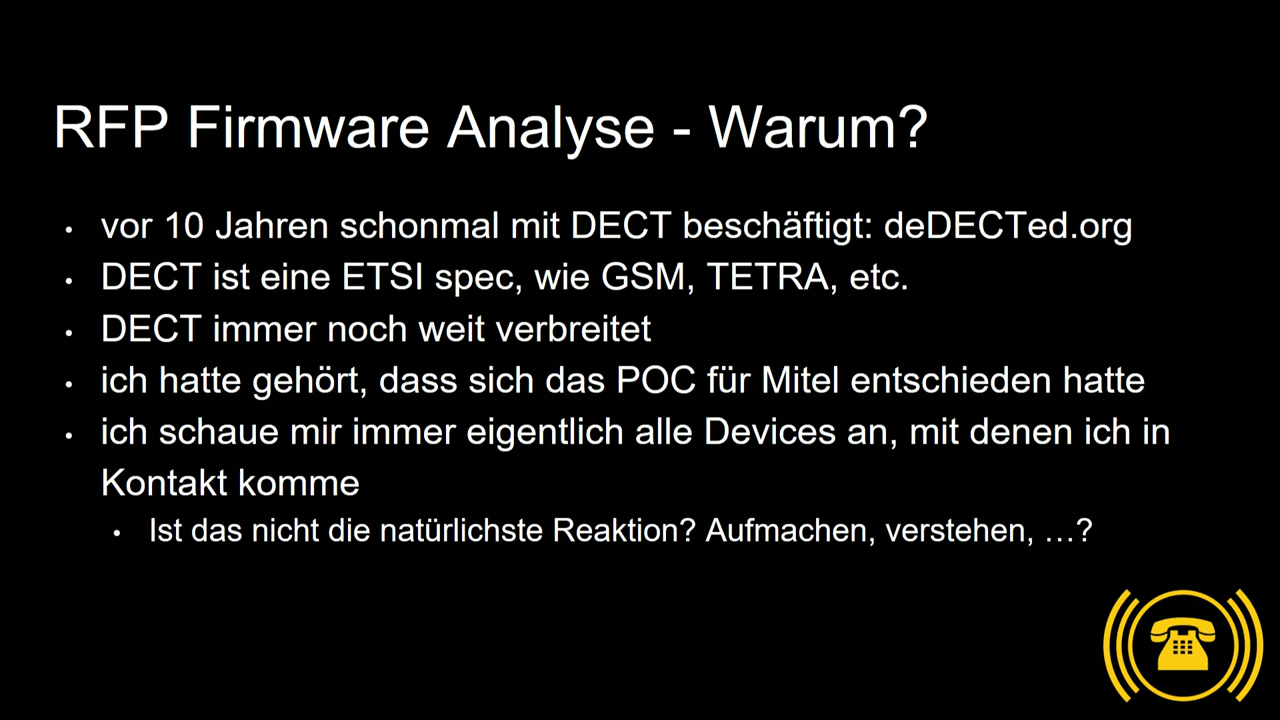 RFP Firmware Analyse - Warum?
• vor 10 Jahren schonmal mit DECT beschäftigt: deDECTed.org
• DECT ist eine ETSI spec, wie GSM, TETRA, etc.
• DECT immer noch weit verbreitet
• ich hatte gehört, dass sich das POC für Mitel entschieden hatte
• ich schaue mir immer eigentlich alle Devices an, mit denen ich in
Kontakt komme
• Ist das nicht die natürlichste Reaktion? Aufmachen, verstehen, …?